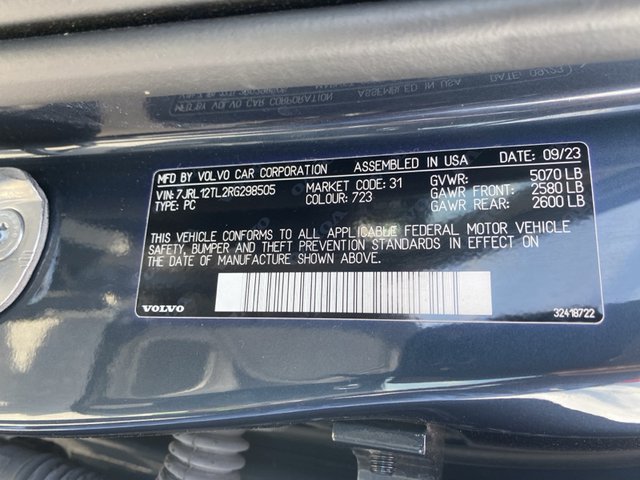 MFD BY VOLVO CAR CORPORATION ASSEMBLED IN USA DATE: 09/23
VIN: 7JRL12TL2RG298505 MARKET CODE: 31 GVWR: 5070 LB
TYPE: PC COLOUR: 723 GAWR FRONT: 2580 LB
GAWR REAR: 2600 LB
THIS VEHICLE CONFORMS TO ALL APPLICABLE FEDERAL MOTOR VEHICLE
SAFETY, BUMPER AND THEFT PREVENTION STANDARDS IN EFFECT ON
THE DATE OF MANUFACTURE SHOWN ABOVE.
VOLVO 32418722